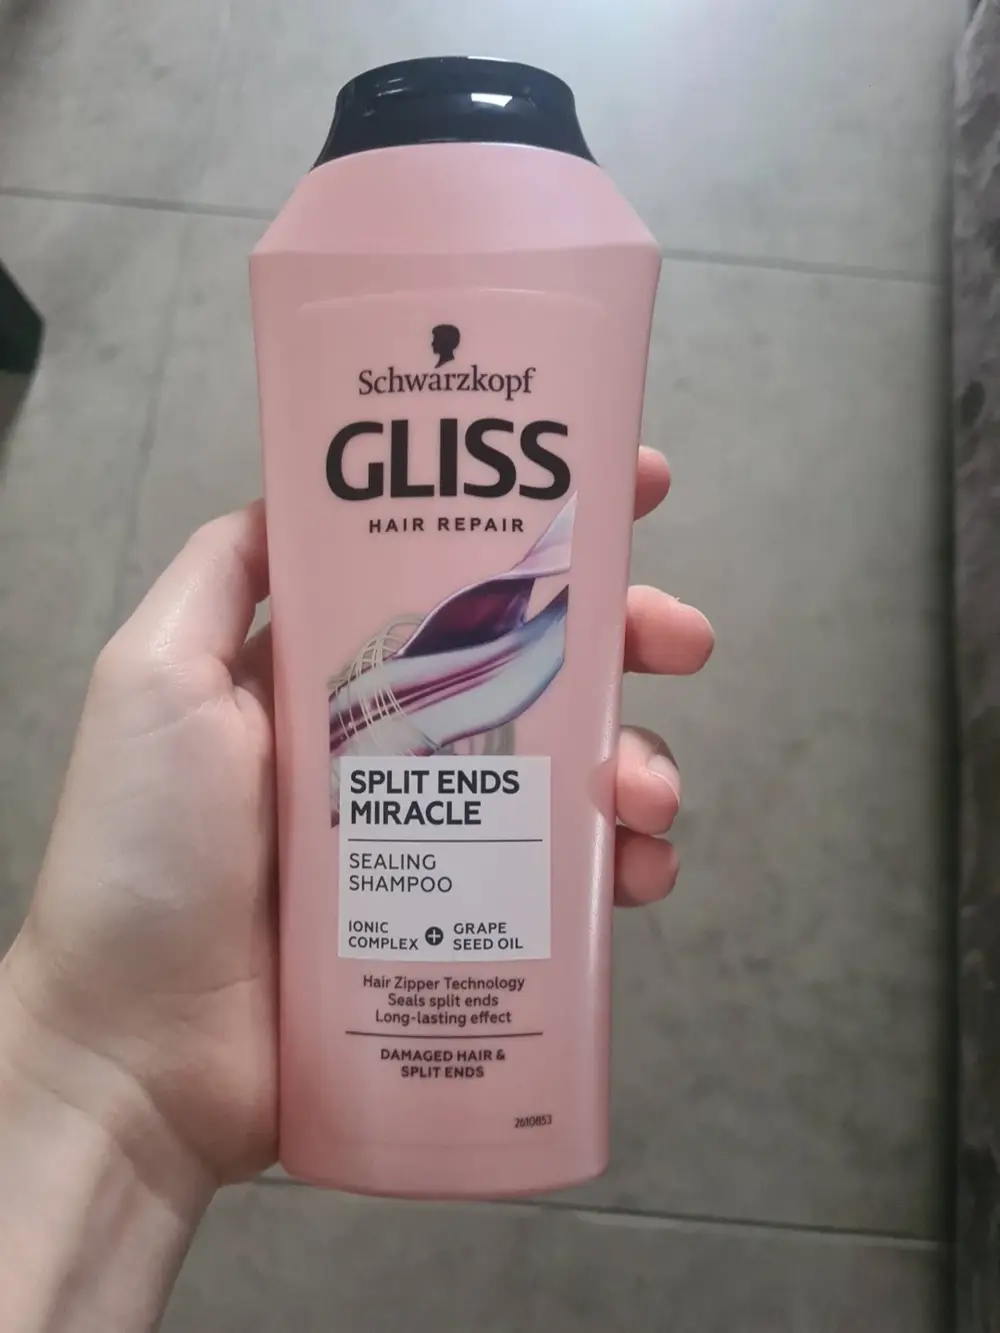 Schwarzkopf
GLISS
HAIR REPAIR
SPLIT ENDS
MIRACLE
SEALING
SHAMPOO
IONIC
COMPLEX + GRAPE
SEED OIL
Hair Zipper Technology
Seals split ends
Long-lasting effect
DAMAGED HAIR &
SPLIT ENDS
2610853